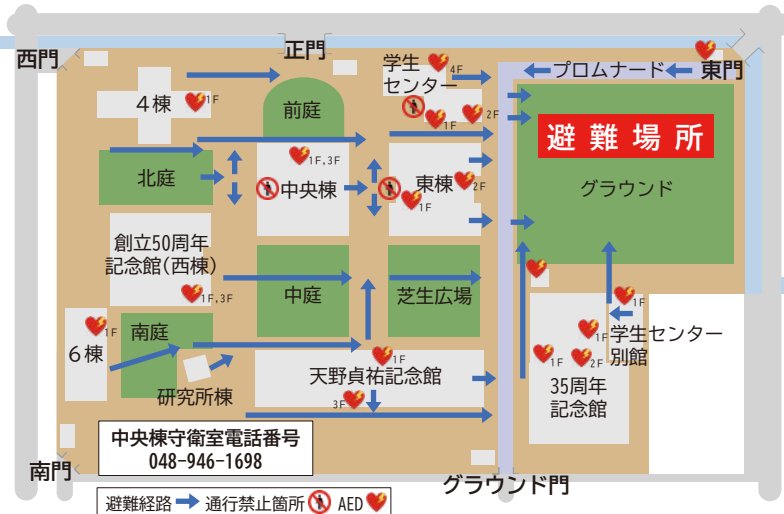 正門
西門
学生
センター
4F
プロムナード
東門
4棟
1F
前庭
1F
2F
避難場所
1F,3F
北庭
中央棟
東棟
2F
1F
グラウンド
創立50周年
記念館(西棟)
1F,3F
中庭
芝生広場
1F
南庭
6棟
1F
天野貞祐記念館
3F
研究所棟
1F
1F
学生センター
別館
1F
2F
35周年
記念館
中央棟守衛室電話番号
048-946-1698
南門
グラウンド門
避難経路 通行禁止箇所 AED